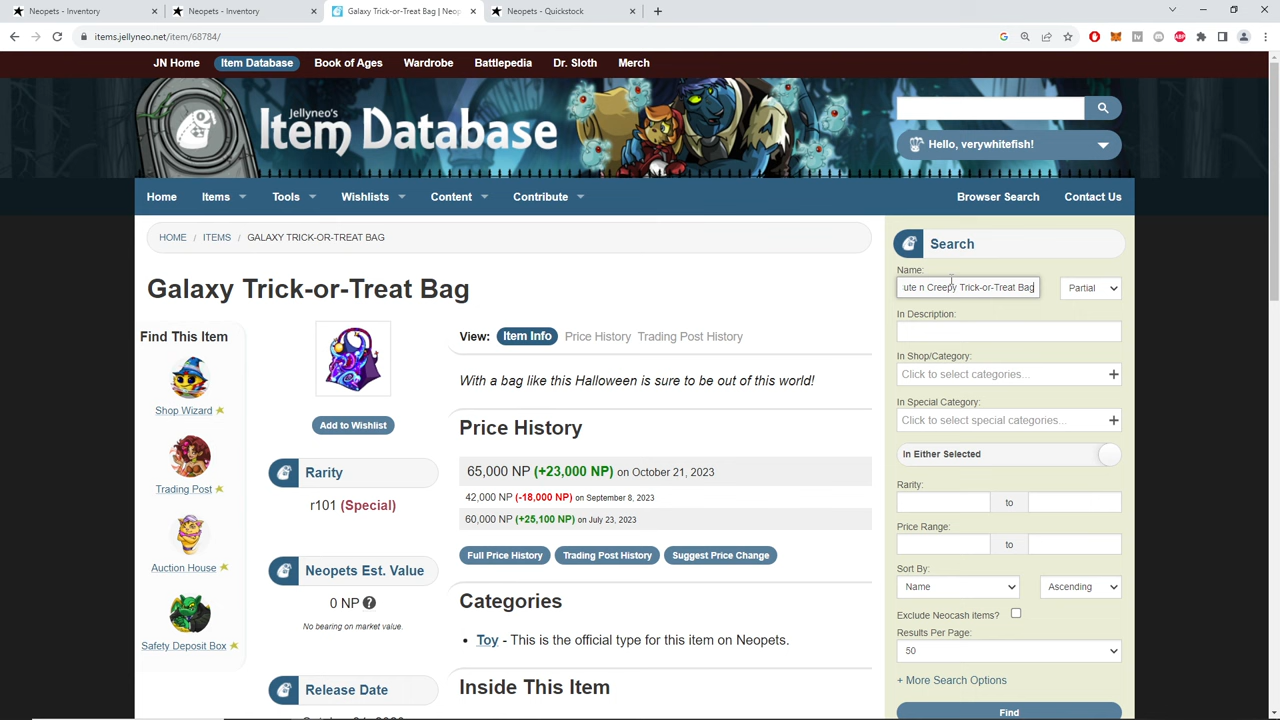 Neopets - Inventory
Neopets - Inventory
Galaxy Trick-or-Treat Bag | Neop
Neopets - Quickstock
items.jellyneo.net/item/68784/
JN Home Item Database Book of Ages Wardrobe Battlepedia Dr. Sloth Merch
Jellyneo's
Item Database
Hello, verywhitefish!
Home Items Tools Wishlists Content Contribute Browser Search Contact Us
HOME / ITEMS / GALAXY TRICK-OR-TREAT BAG
Galaxy Trick-or-Treat Bag
Find This Item
Shop Wizard
Trading Post
Auction House
Safety Deposit Box
Add to Wishlist
Rarity
r101 (Special)
Neopets Est. Value
0 NP ?
No bearing on market value.
Release Date
View: Item Info Price History Trading Post History
With a bag like this Halloween is sure to be out of this world!
Price History
65,000 NP (+23,000 NP) on October 21, 2023
42,000 NP (-18,000 NP) on September 8, 2023
60,000 NP (+25,100 NP) on July 23, 2023
Full Price History Trading Post History Suggest Price Change
Categories
• Toy - This is the official type for this item on Neopets.
Inside This Item
Search
Name:
ute n Creepy Trick-or-Treat Bag Partial
In Description:
In Shop/Category:
Click to select categories... +
In Special Category:
Click to select special categories... +
In Either Selected
Rarity:
to
Price Range:
to
Sort By:
Name Ascending
Exclude Neocash items?
Results Per Page:
50
+ More Search Options
Find